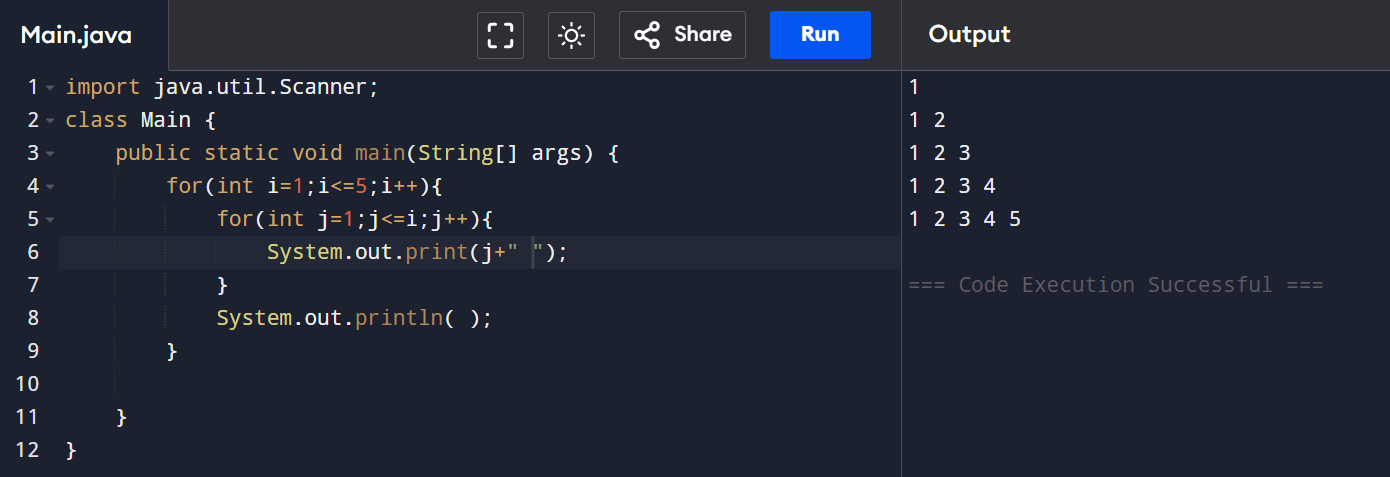 Main.java Share Run Output
1 import java.util.Scanner;
2 class Main {
3     public static void main(String[] args) {
4         for(int i=1;i<=5;i++){
5             for(int j=1;j<=i;j++){
6                 System.out.print(j+" ");
7             }
8             System.out.println( );
9         }
10
11     }
12 }
1
1 2
1 2 3
1 2 3 4
1 2 3 4 5
=== Code Execution Successful ===